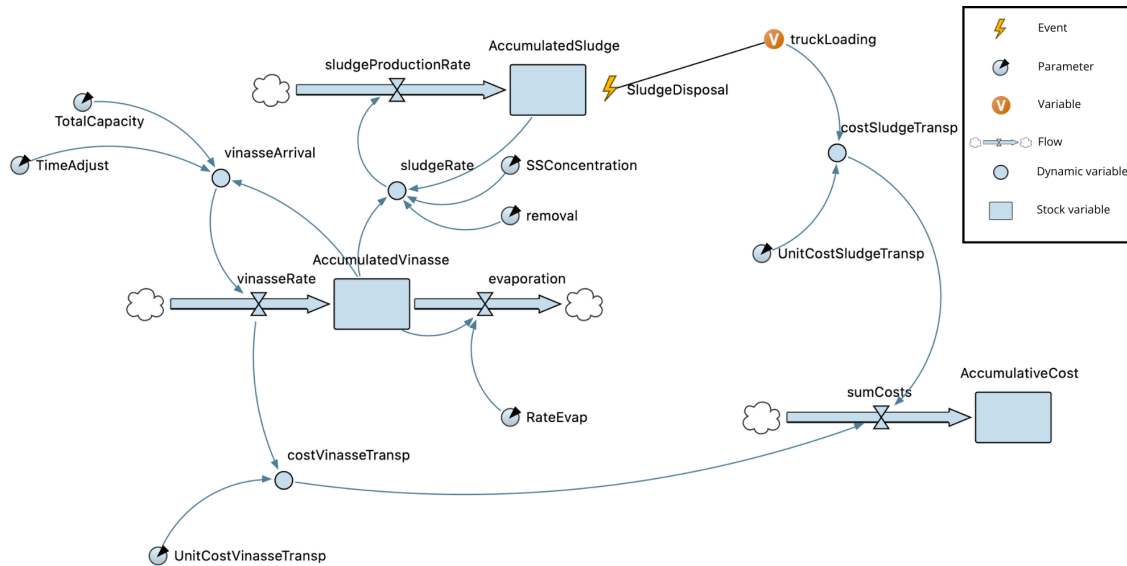 AccumulatedSludge
truckLoading
sludgeProductionRate
SludgeDisposal
TotalCapacity
TimeAdjust
vinasseArrival
sludgeRate
SSConcentration
removal
costSludgeTransp
UnitCostSludgeTransp
AccumulatedVinasse
vinasseRate
evaporation
RateEvap
sumCosts
AccumulativeCost
costVinasseTransp
UnitCostVinasseTransp
Event
Parameter
V
Variable
Flow
Dynamic variable
Stock variable
V